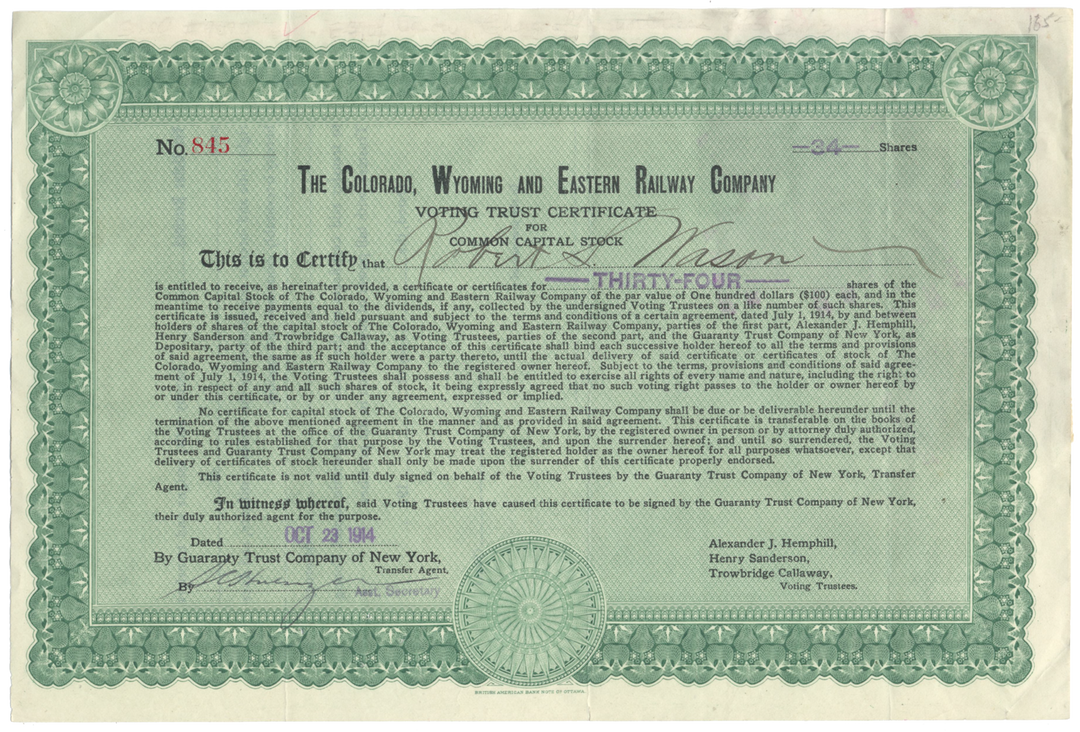 165-
No. 845 —34— Shares
THE COLORADO, WYOMING AND EASTERN RAILWAY COMPANY
VOTING TRUST CERTIFICATE
FOR
COMMON CAPITAL STOCK
This is to Certify that Robert S. Wason
is entitled to receive, as hereinafter provided, a certificate or certificates for — THIRTY-FOUR — shares of the
Common Capital Stock of The Colorado, Wyoming and Eastern Railway Company of the par value of One hundred dollars ($100) each, and in the
meantime to receive payments equal to the dividends, if any, collected by the undersigned Voting Trustees on a like number of such shares. This
certificate is issued, received and held pursuant and subject to the terms and conditions of a certain agreement, dated July 1, 1914, by and between
holders of shares of the capital stock of The Colorado, Wyoming and Eastern Railway Company, parties of the first part, Alexander J. Hemphill,
Henry Sanderson and Trowbridge Callaway, as Voting Trustees, parties of the second part, and the Guaranty Trust Company of New York, as
Depositary, party of the third part; and the acceptance of this certificate shall bind each successive holder hereof to all the terms and provisions
of said agreement, the same as if such holder were a party thereto, until the actual delivery of said certificate or certificates of stock of The
Colorado, Wyoming and Eastern Railway Company to the registered owner hereof. Subject to the terms, provisions and conditions of said agree-
ment of July 1, 1914, the Voting Trustees shall possess and shall be entitled to exercise all rights of every name and nature, including the right to
vote, in respect of any and all such shares of stock, it being expressly agreed that no such voting right passes to the holder or owner hereof by
or under this certificate, or by or under any agreement, expressed or implied.
No certificate for capital stock of The Colorado, Wyoming and Eastern Railway Company shall be due or be deliverable hereunder until the
termination of the above mentioned agreement in the manner and as provided in said agreement. This certificate is transferable on the books of
the Voting Trustees at the office of the Guaranty Trust Company of New York, by the registered owner in person or by attorney duly authorized,
according to rules established for that purpose by the Voting Trustees, and upon the surrender hereof; and until so surrendered, the Voting
Trustees and Guaranty Trust Company of New York may treat the registered holder as the owner hereof for all purposes whatsoever, except that
delivery of certificates of stock hereunder shall only be made upon the surrender of this certificate properly endorsed.
This certificate is not valid until duly signed on behalf of the Voting Trustees by the Guaranty Trust Company of New York, Transfer
Agent.
In witness whereof, said Voting Trustees have caused this certificate to be signed by the Guaranty Trust Company of New York,
their duly authorized agent for the purpose.
Dated OCT 23 1914
By Guaranty Trust Company of New York,
Transfer Agent,
By
Asst. Secretary
Alexander J. Hemphill,
Henry Sanderson,
Trowbridge Callaway,
Voting Trustees.
BRITISH AMERICAN BANK NOTE CO OTTAWA